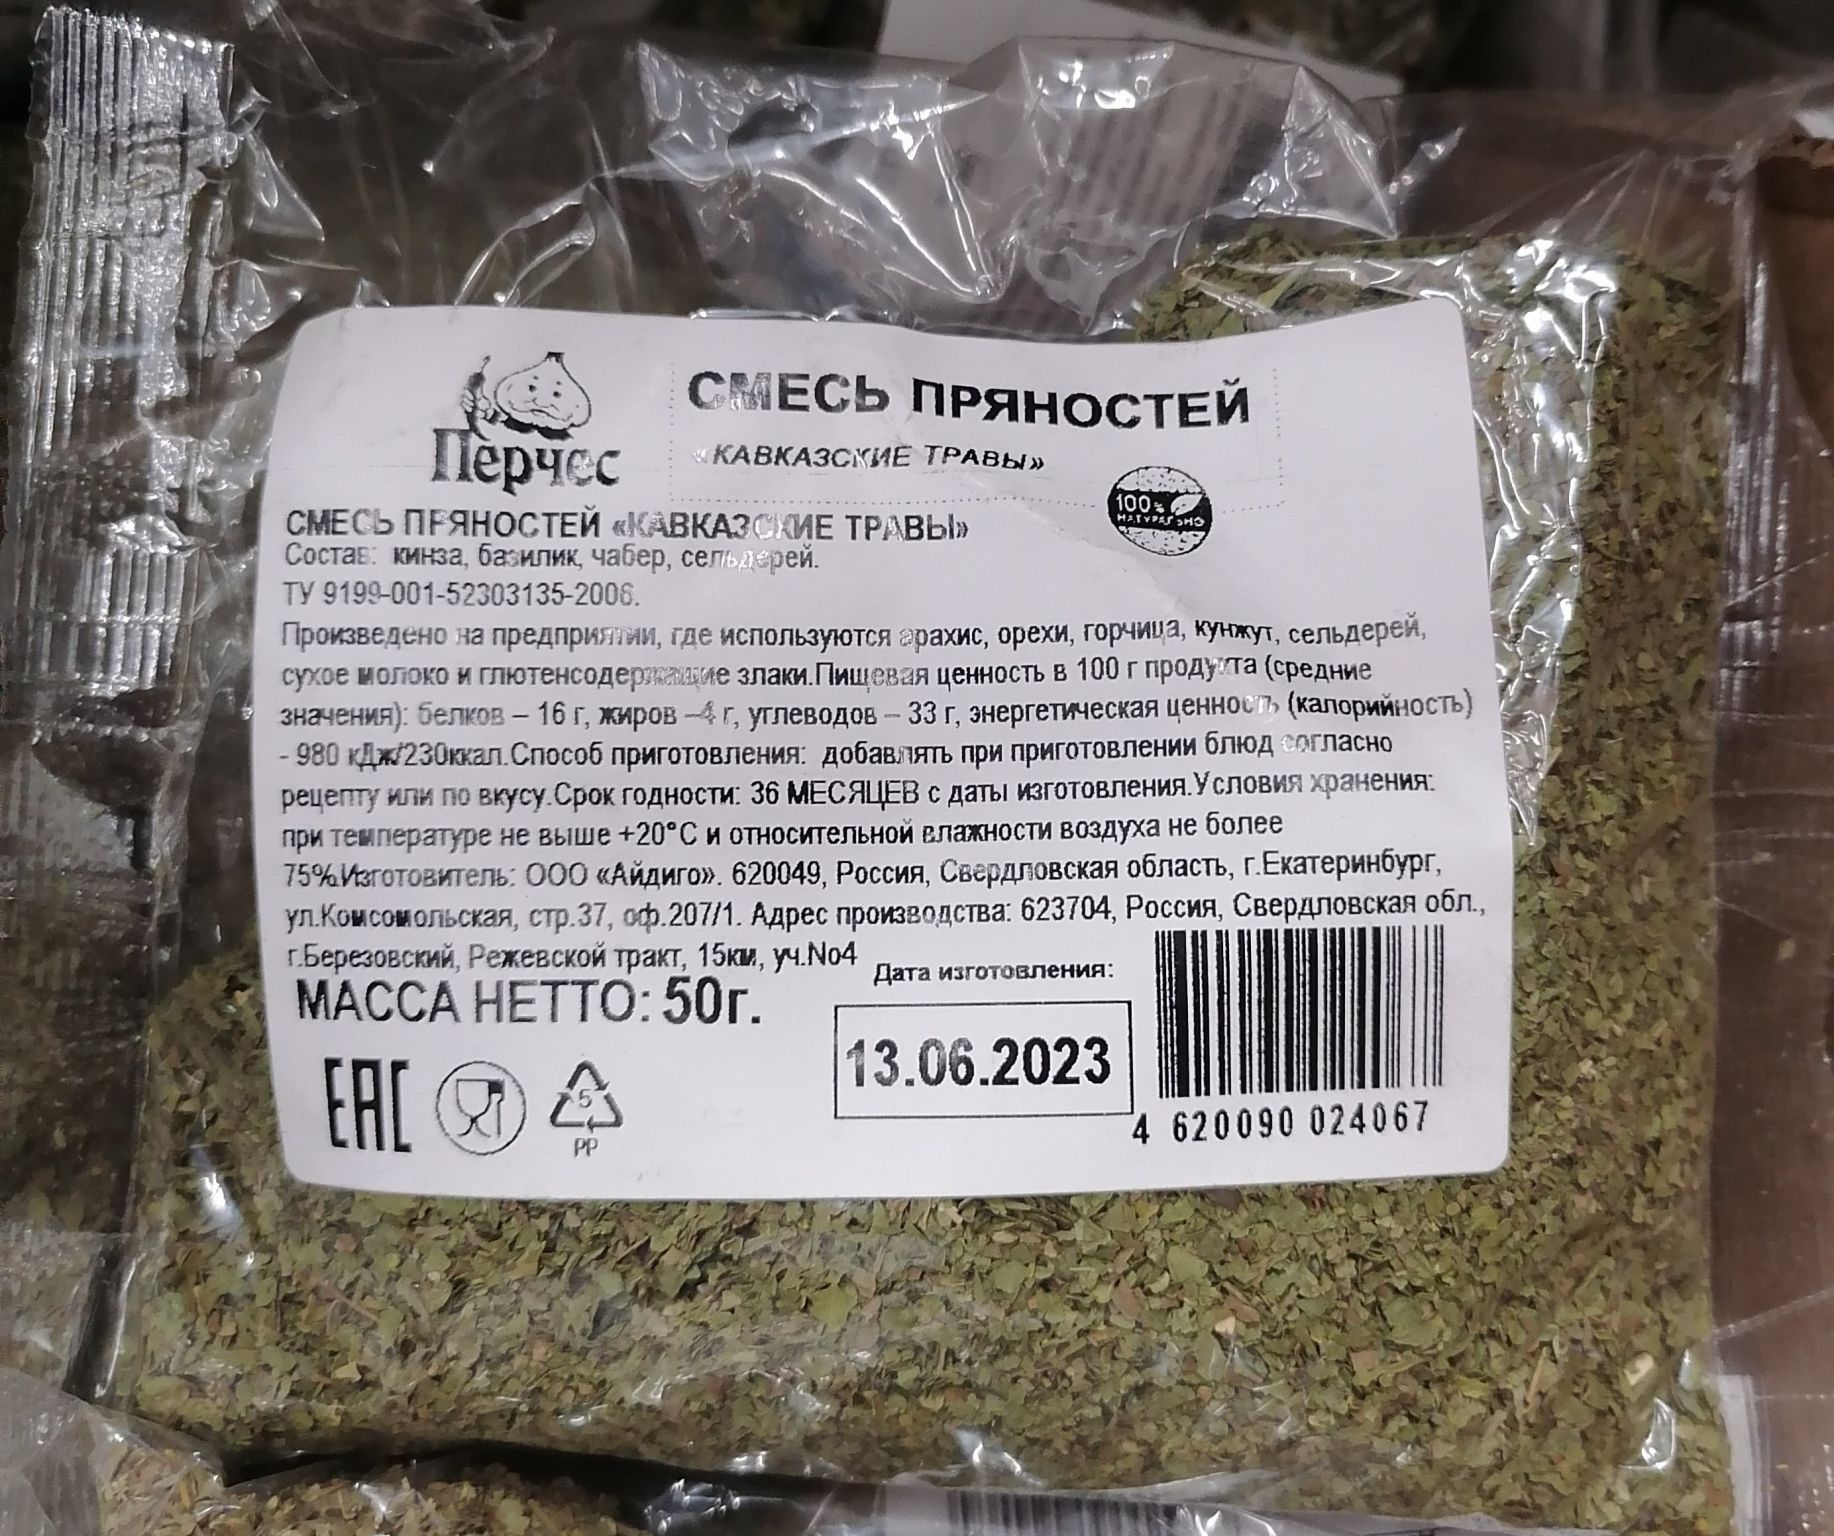 Перчес
СМЕСЬ ПРЯНОСТЕЙ
«КАВКАЗСКИЕ ТРАВЫ»
100%
НАТУРАЛЬНО
СМЕСЬ ПРЯНОСТЕЙ «КАВКАЗСКИЕ ТРАВЫ»
Состав: кинза, базилик, чабер, сельдерей.
ТУ 9199-001-52303135-2006.
Произведено на предприятии, где используются арахис, орехи, горчица, кунжут, сельдерей,
сухое молоко и глютенсодержащие злаки.Пищевая ценность в 100 г продукта (средние
значения): белков – 16 г, жиров –4 г, углеводов – 33 г, энергетическая ценность (калорийность)
- 980 кДж/230ккал.Способ приготовления: добавлять при приготовлении блюд согласно
рецепту или по вкусу.Срок годности: 36 МЕСЯЦЕВ с даты изготовления.Условия хранения:
при температуре не выше +20°С и относительной влажности воздуха не более
75%.Изготовитель: ООО «Айдиго». 620049, Россия, Свердловская область, г.Екатеринбург,
ул.Комсомольская, стр.37, оф.207/1. Адрес производства: 623704, Россия, Свердловская обл.,
г.Березовский, Режевской тракт, 15км, уч.No4
МАССА НЕТТО: 50г.
Дата изготовления:
13.06.2023
EAC
5
PP
4 620090 024067